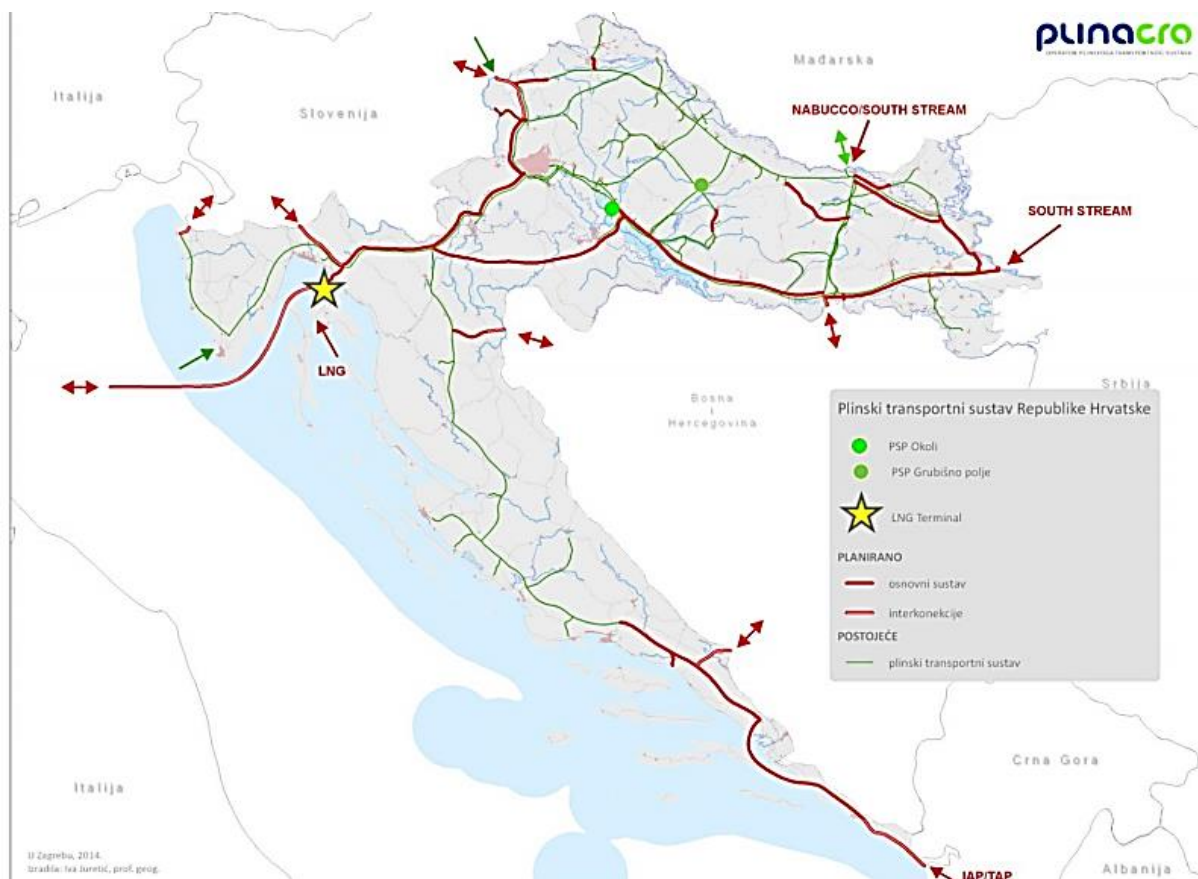 plinacro
OPERATOR PLINSKOGA TRANSPORTNOG SUSTAVA
Mađarska
Italija
Slovenija
NABUCCO/SOUTH STREAM
SOUTH STREAM
LNG
Srbija
Bosna
i
Hercegovina
Plinski transportni sustav Republike Hrvatske
PSP Okoli
PSP Grubišno polje
LNG Terminal
PLANIRANO
osnovni sustav
interkonekcije
POSTOJEĆE
plinski transportni sustav
Crna Gora
Italija
U Zagrebu, 2014.
Izradila: Iva Juretić, prof. geog.
Albanija
IAP/TAP